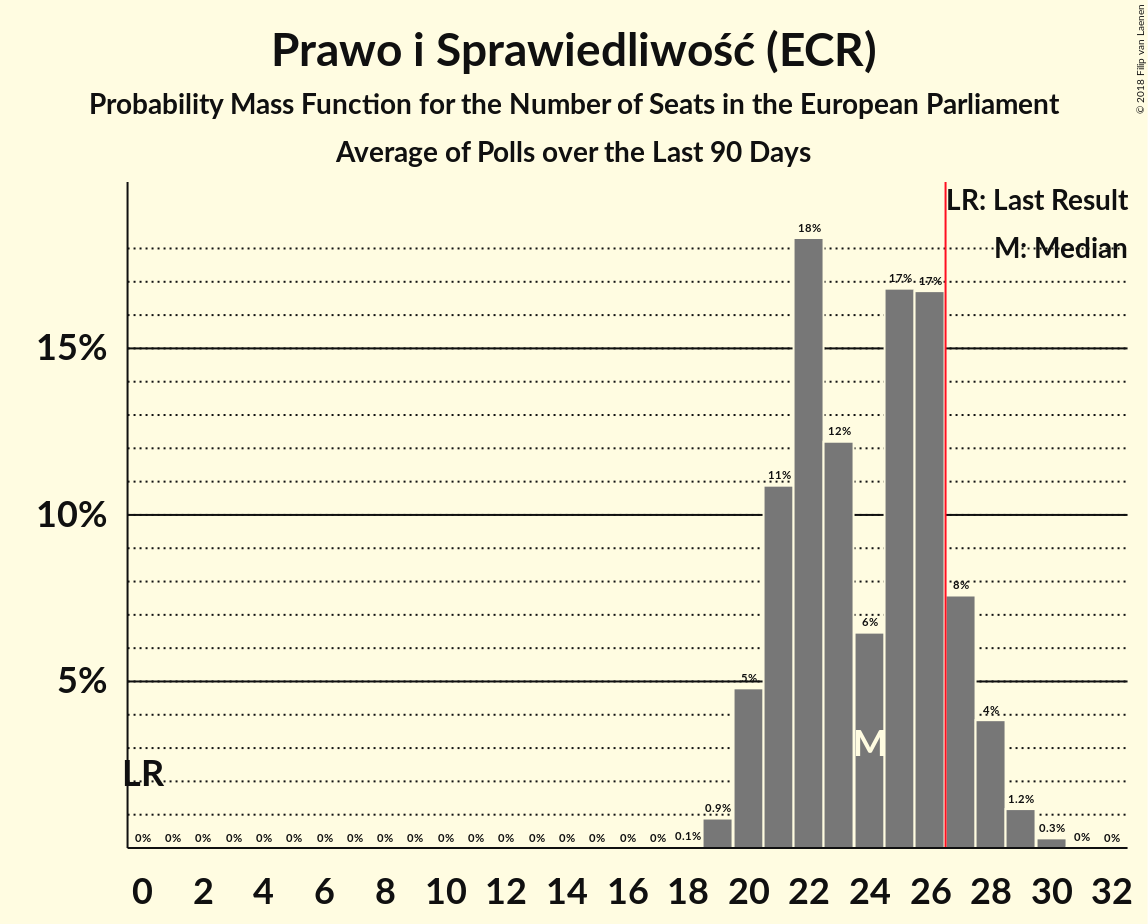 Prawo i Sprawiedliwość (ECR)
Probability Mass Function for the Number of Seats in the European Parliament
Average of Polls over the Last 90 Days
© 2018 Filip van Laenen
LR: Last Result
M: Median
18%
17% 17%
15%
12%
11%
10%
8%
6%
5%
5%
4%
M
LR
1.2%
0.9%
0.3%
0% 0% 0% 0% 0% 0% 0% 0% 0% 0% 0% 0% 0% 0% 0% 0% 0% 0% 0.1% 0% 0%
0 2 4 6 8 10 12 14 16 18 20 22 24 26 28 30 32